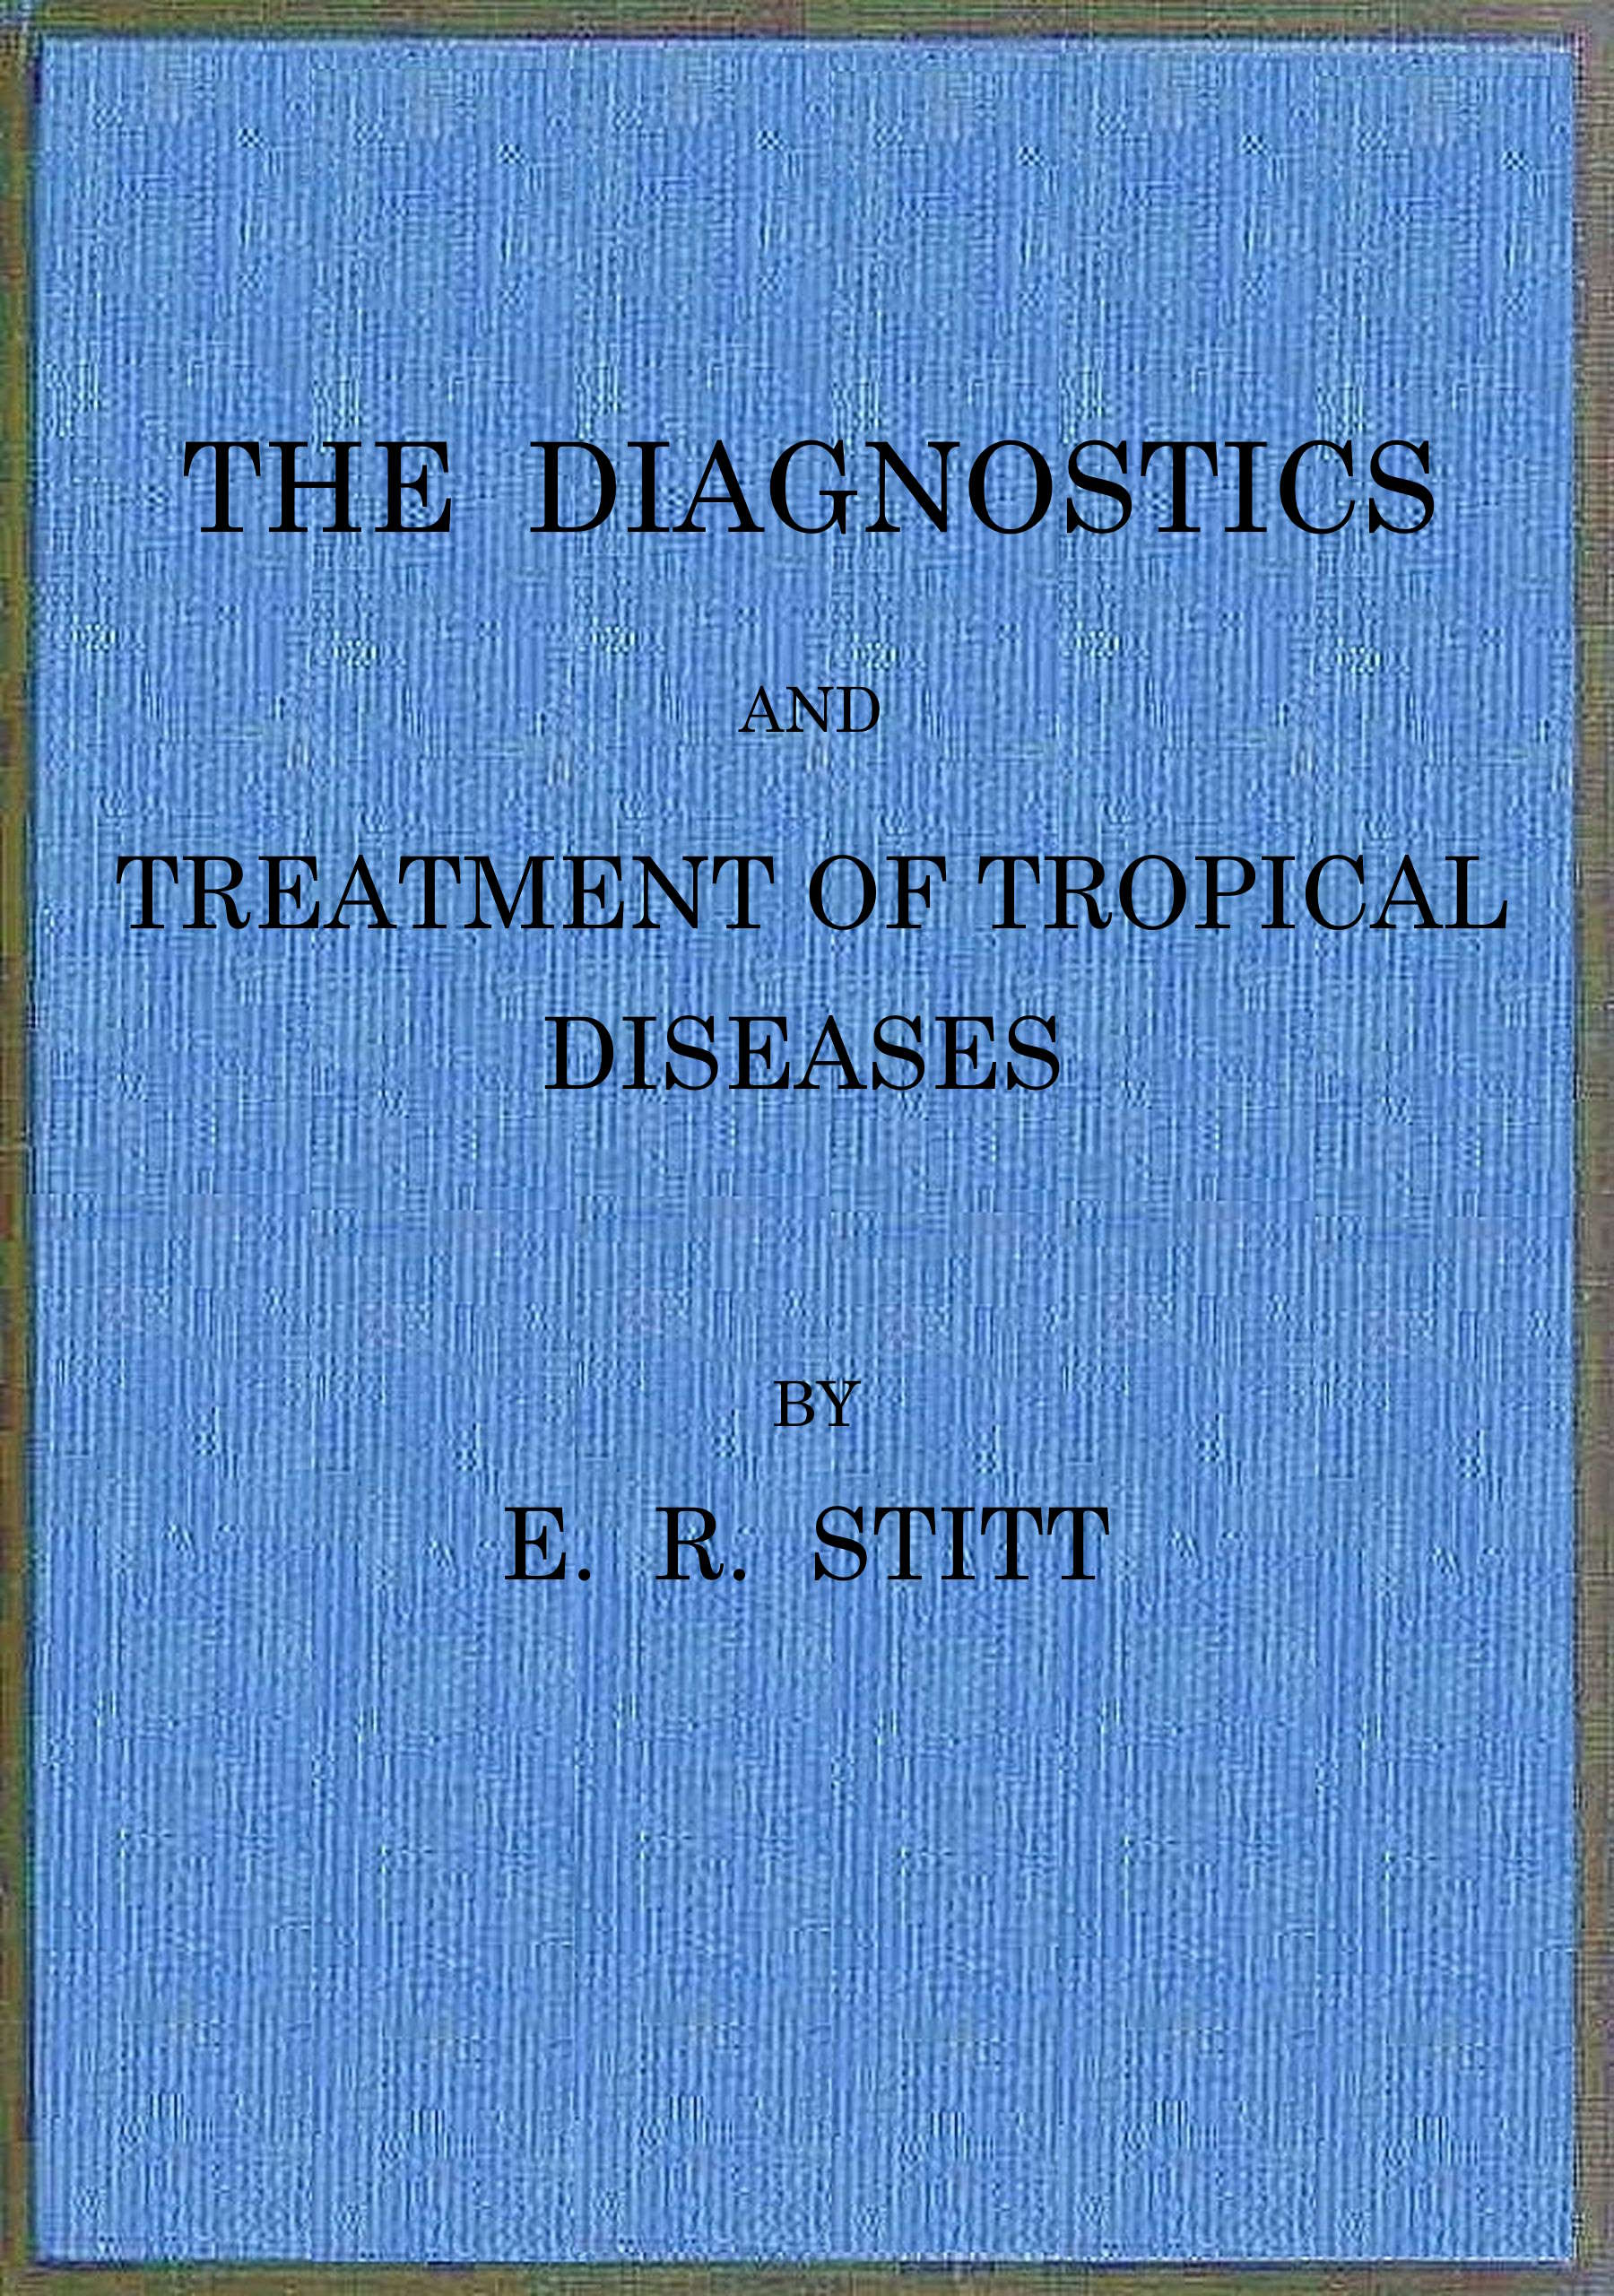 THE DIAGNOSTICS
AND
TREATMENT OF TROPICAL
DISEASES
BY
E. R. STITT